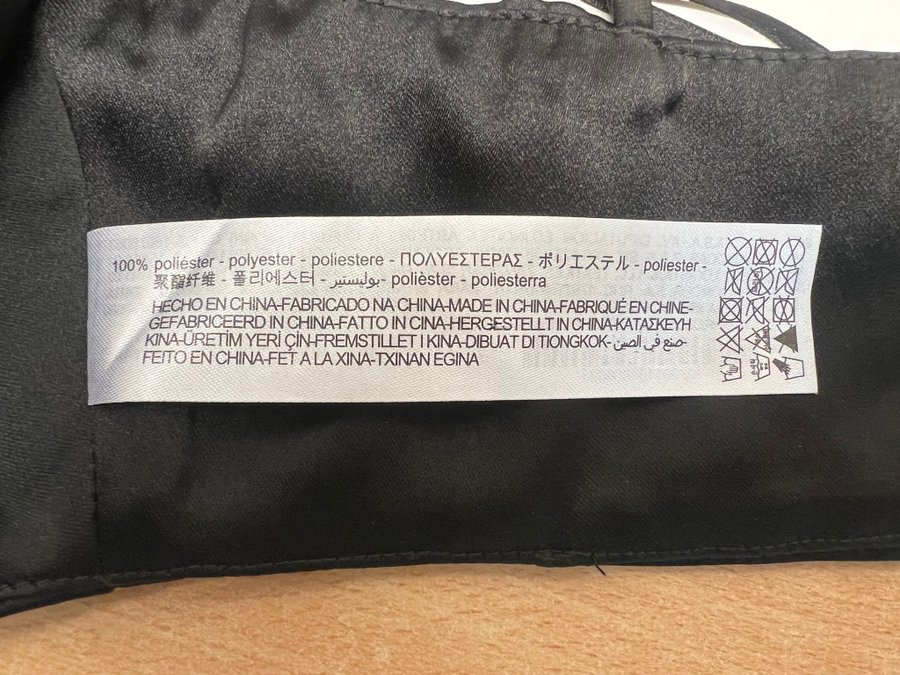 100% poliéster - polyester - poliestere - ΠΟΛΥΕΣΤΕΡΑΣ - ポリエステル - poliester -
聚酯纤维 - 폴리에스터 - بوليستير- polièster - poliesterra
HECHO EN CHINA-FABRICADO NA CHINA-MADE IN CHINA-FABRIQUÉ EN CHINE-
GEFABRICEERD IN CHINA-FATTO IN CINA-HERGESTELLT IN CHINA-ΚΑΤΑΣΚΕΥΗ
ΚΙΝΑ-ÜRETİM YERİ ÇİN-FREMSTILLET I KINA-DIBUAT DI TIONGKOK-صنع في الصين-
FEITO EN CHINA-FET A LA XINA-TXINAN EGINA